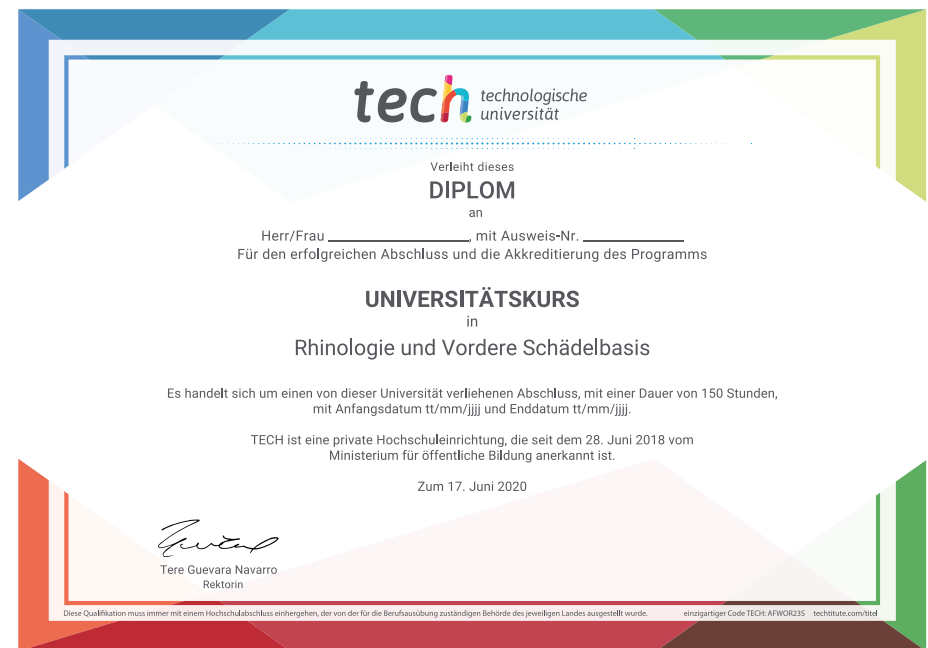 tech technologische
universität
Verleiht dieses
DIPLOM
an
Herr/Frau ____________________, mit Ausweis-Nr. ______________
Für den erfolgreichen Abschluss und die Akkreditierung des Programms
UNIVERSITÄTSKURS
in
Rhinologie und Vordere Schädelbasis
Es handelt sich um einen von dieser Universität verliehenen Abschluss, mit einer Dauer von 150 Stunden,
mit Anfangsdatum tt/mm/jjjj und Enddatum tt/mm/jjjj.
TECH ist eine private Hochschuleinrichtung, die seit dem 28. Juni 2018 vom
Ministerium für öffentliche Bildung anerkannt ist.
Zum 17. Juni 2020
Tere Guevara Navarro
Rektorin
Diese Qualifikation muss immer mit einem Hochschulabschluss einhergehen, der von der für die Berufsausübung zuständigen Behörde des jeweiligen Landes ausgestellt wurde. einzigartiger Code TECH: AFWOR23S techtitute.com/titel